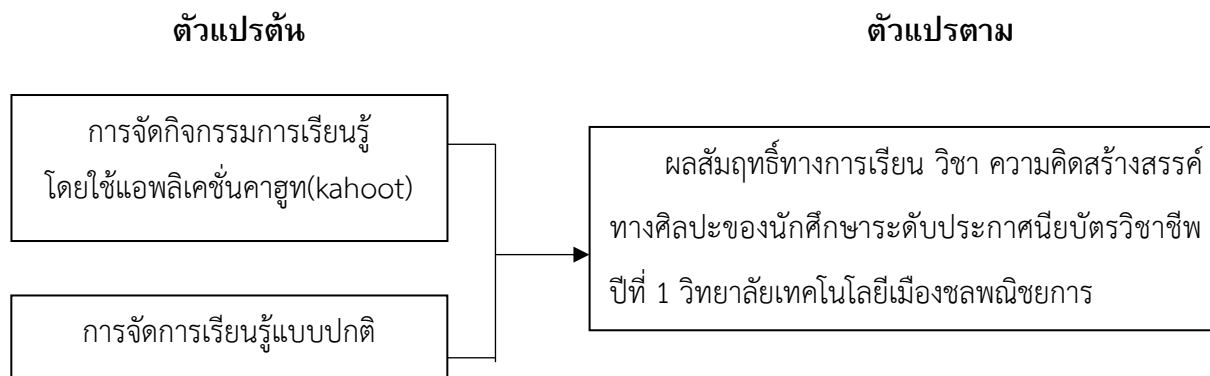 ตัวแปรต้น
ตัวแปรตาม
การจัดกิจกรรมการเรียนรู้
โดยใช้แอพลิเคชั่นคาฮูท(kahoot)
การจัดการเรียนรู้แบบปกติ
ผลสัมฤทธิ์ทางการเรียน วิชา ความคิดสร้างสรรค์
ทางศิลปะของนักศึกษาระดับประกาศนียบัตรวิชาชีพ
ปีที่ 1 วิทยาลัยเทคโนโลยีเมืองชลพณิชยการ